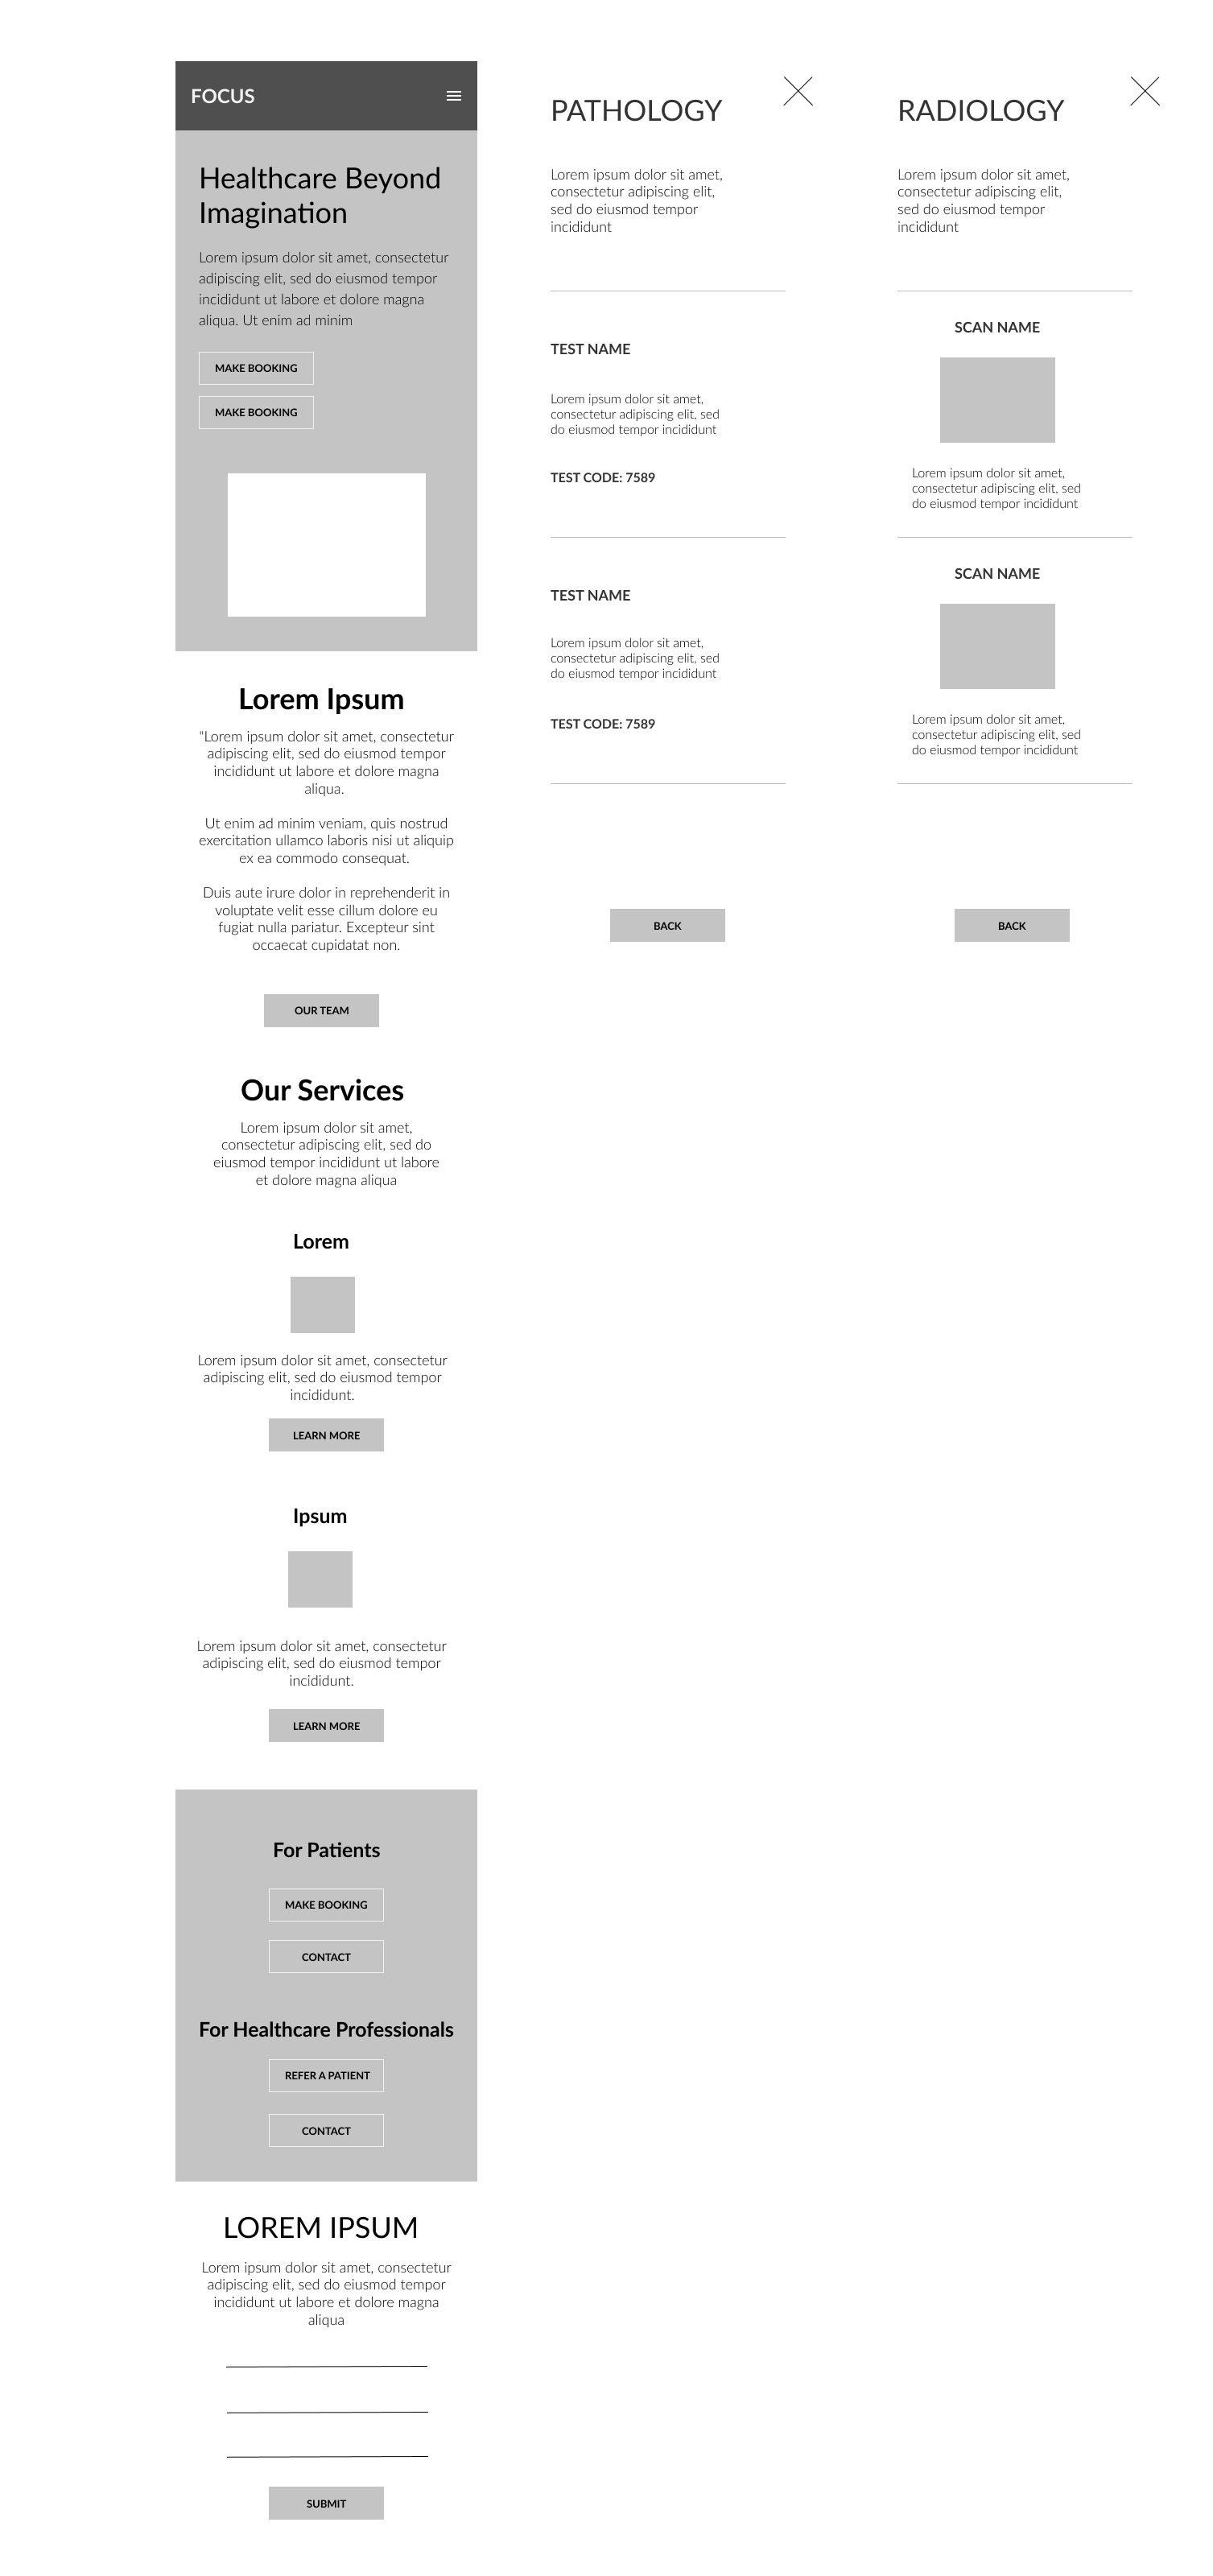 FOCUS
Healthcare Beyond
Imagination
Lorem ipsum dolor sit amet, consectetur
adipiscing elit, sed do eiusmod tempor
incididunt ut labore et dolore magna
aliqua. Ut enim ad minim
MAKE BOOKING
MAKE BOOKING
Lorem Ipsum
"Lorem ipsum dolor sit amet, consectetur
adipiscing elit, sed do eiusmod tempor
incididunt ut labore et dolore magna
aliqua.
Ut enim ad minim veniam, quis nostrud
exercitation ullamco laboris nisi ut aliquip
ex ea commodo consequat.
Duis aute irure dolor in reprehenderit in
voluptate velit esse cillum dolore eu
fugiat nulla pariatur. Excepteur sint
occaecat cupidatat non.
OUR TEAM
Our Services
Lorem ipsum dolor sit amet,
consectetur adipiscing elit, sed do
eiusmod tempor incididunt ut labore
et dolore magna aliqua
Lorem
Lorem ipsum dolor sit amet, consectetur
adipiscing elit, sed do eiusmod tempor
incididunt.
LEARN MORE
Ipsum
Lorem ipsum dolor sit amet, consectetur
adipiscing elit, sed do eiusmod tempor
incididunt.
LEARN MORE
For Patients
MAKE BOOKING
CONTACT
For Healthcare Professionals
REFER A PATIENT
CONTACT
LOREM IPSUM
Lorem ipsum dolor sit amet, consectetur
adipiscing elit, sed do eiusmod tempor
incididunt ut labore et dolore magna
aliqua
SUBMIT
PATHOLOGY
Lorem ipsum dolor sit amet,
consectetur adipiscing elit,
sed do eiusmod tempor
incididunt
TEST NAME
Lorem ipsum dolor sit amet,
consectetur adipiscing elit, sed
do eiusmod tempor incididunt
TEST CODE: 7589
TEST NAME
Lorem ipsum dolor sit amet,
consectetur adipiscing elit, sed
do eiusmod tempor incididunt
TEST CODE: 7589
BACK
RADIOLOGY
Lorem ipsum dolor sit amet,
consectetur adipiscing elit,
sed do eiusmod tempor
incididunt
SCAN NAME
Lorem ipsum dolor sit amet,
consectetur adipiscing elit, sed
do eiusmod tempor incididunt
SCAN NAME
Lorem ipsum dolor sit amet,
consectetur adipiscing elit, sed
do eiusmod tempor incididunt
BACK